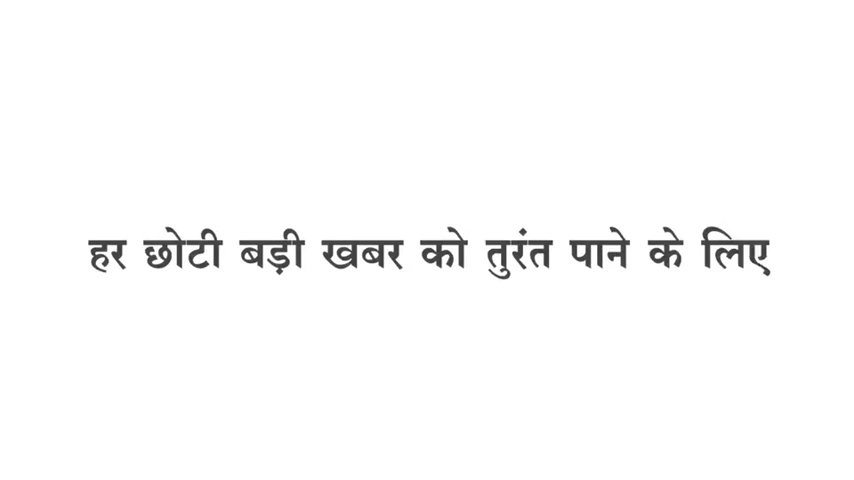 हर छोटी बड़ी खबर को तुरंत पाने के लिए